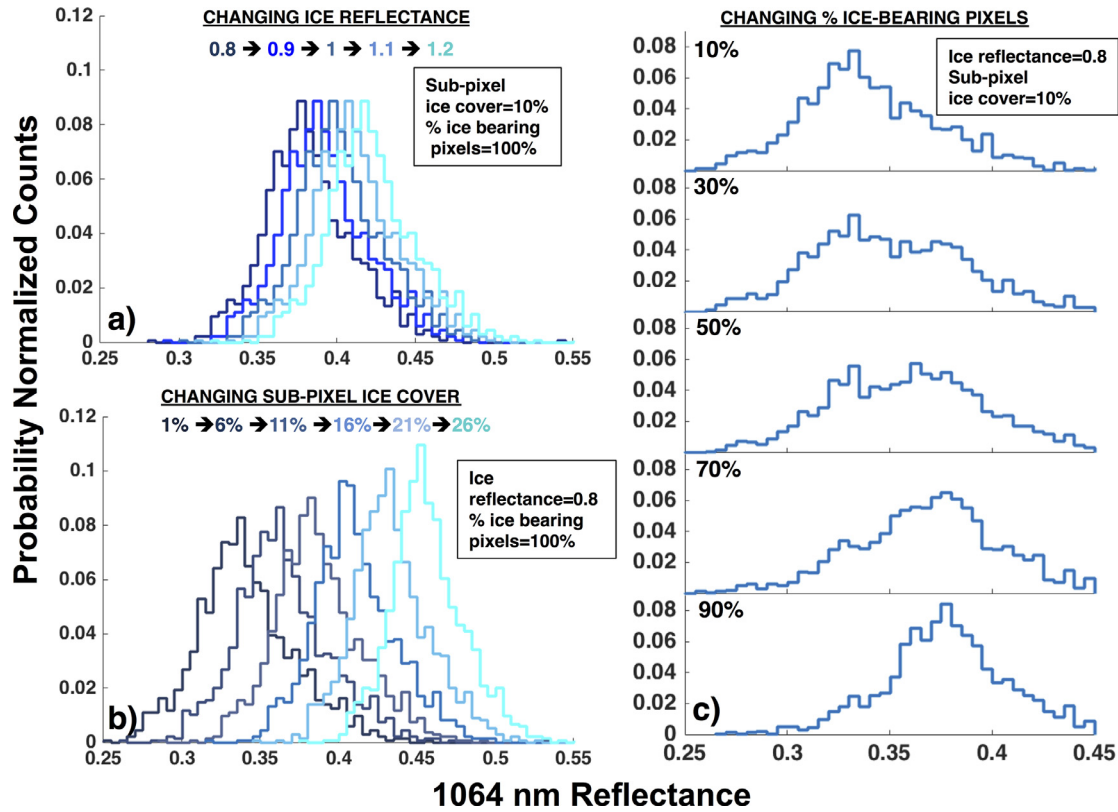 CHANGING ICE REFLECTANCE
0.8 ➔ 0.9 ➔ 1 ➔ 1.1 ➔ 1.2
Sub-pixel
ice cover=10%
% ice bearing
pixels=100%
0.12
0.1
0.08
0.06
0.04
0.02
0
a)
0.25
0.3
0.35
0.4
0.45
0.5
0.55
CHANGING SUB-PIXEL ICE COVER
1% ➔ 6% ➔ 11% ➔ 16% ➔ 21% ➔ 26%
Ice
reflectance=0.8
% ice bearing
pixels=100%
0.12
0.1
0.08
0.06
0.04
0.02
0
b)
0.25
0.3
0.35
0.4
0.45
0.5
0.55
Probability Normalized Counts
CHANGING % ICE-BEARING PIXELS
10%
Ice reflectance=0.8
Sub-pixel
ice cover=10%
0.08
0.06
0.04
0.02
30%
0.08
0.06
0.04
0.02
50%
0.08
0.06
0.04
0.02
70%
0.08
0.06
0.04
0.02
90%
0.08
0.06
0.04
0.02
0
c)
0.25
0.3
0.35
0.4
0.45
1064 nm Reflectance